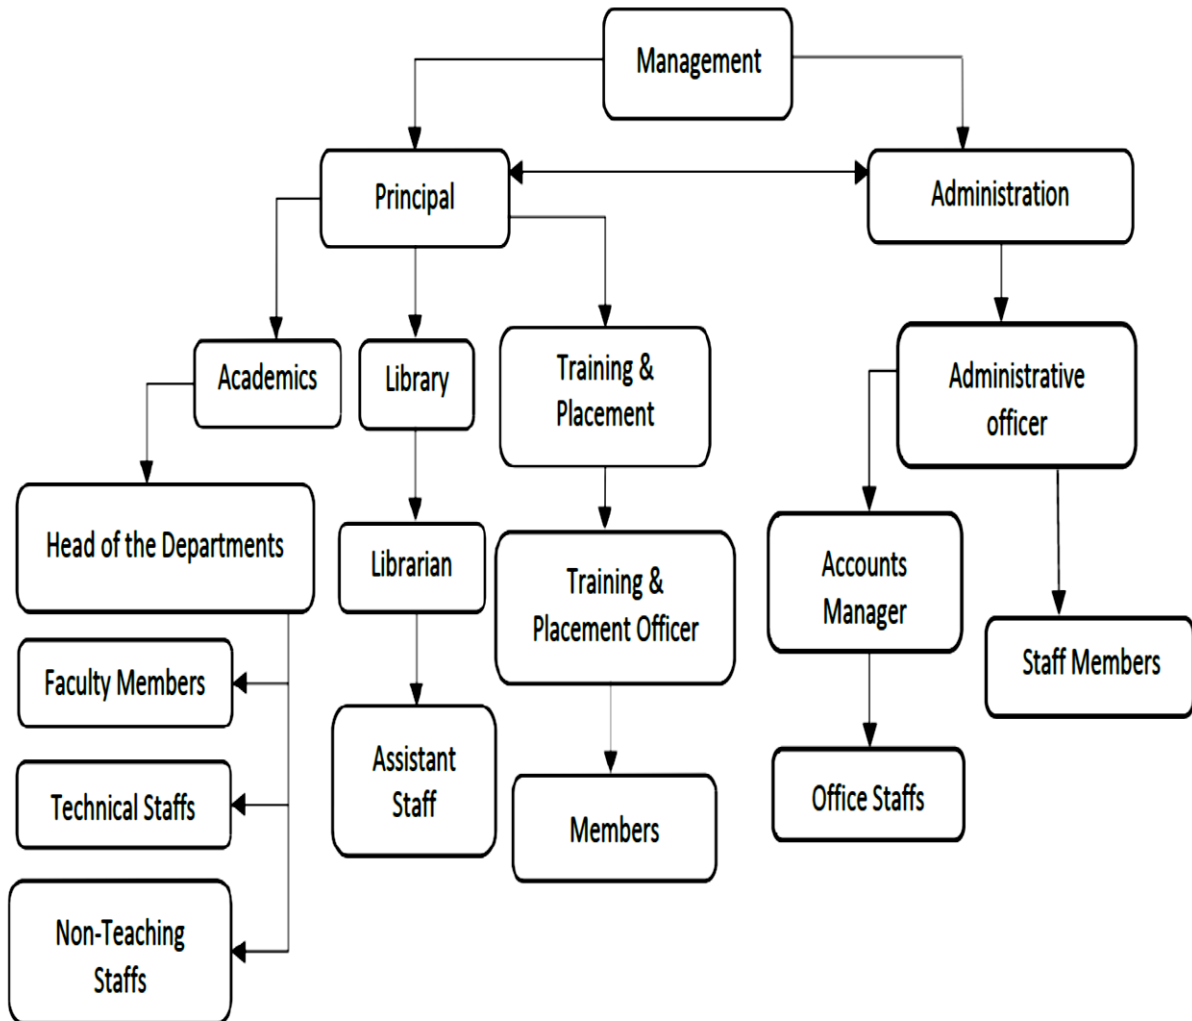 Management
Principal
Administration
Academics
Library
Training &
Placement
Administrative
officer
Head of the Departments
Librarian
Training &
Placement Officer
Accounts
Manager
Staff Members
Faculty Members
Technical Staffs
Non-Teaching
Staffs
Assistant
Staff
Members
Office Staffs